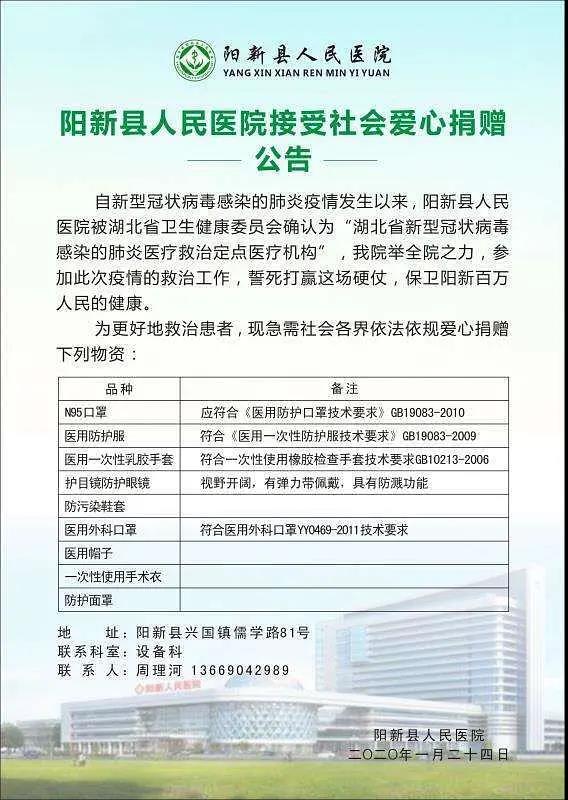 阳新县人民医院
YANG XIN XIAN REN MIN YI YUAN
阳新县人民医院接受社会爱心捐赠
公告
自新型冠状病毒感染的肺炎疫情发生以来，阳新县人民
医院被湖北省卫生健康委员会确认为“湖北省新型冠状病毒
感染的肺炎医疗救治定点医疗机构”，我院举全院之力，参
加此次疫情的救治工作，誓死打赢这场硬仗，保卫阳新百万
人民的健康。
为更好地救治患者，现急需社会各界依法依规爱心捐赠
下列物资：
品种 备注
N95口罩 应符合《医用防护口罩技术要求》GB19083-2010
医用防护服 符合《医用一次性防护服技术要求》GB19083-2009
医用一次性乳胶手套 符合一次性使用橡胶检查手套技术要求GB10213-2006
护目镜防护眼镜 视野开阔，有弹力带佩戴，具有防溅功能
防污染鞋套
医用外科口罩 符合医用外科口罩YY0469-2011技术要求
医用帽子
一次性使用手术衣
防护面罩
地 址：阳新县兴国镇儒学路81号
联系科室：设备科
联 系 人：周理河 13669042989
阳新县人民医院
阳新县人民医院
二〇二〇年一月二十四日